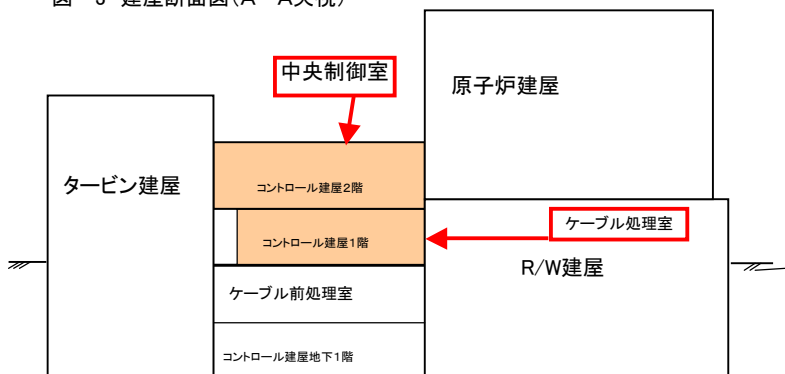 中央制御室
原子炉建屋
タービン建屋
コントロール建屋2階
ケーブル処理室
コントロール建屋1階
R/W建屋
ケーブル前処理室
コントロール建屋地下1階